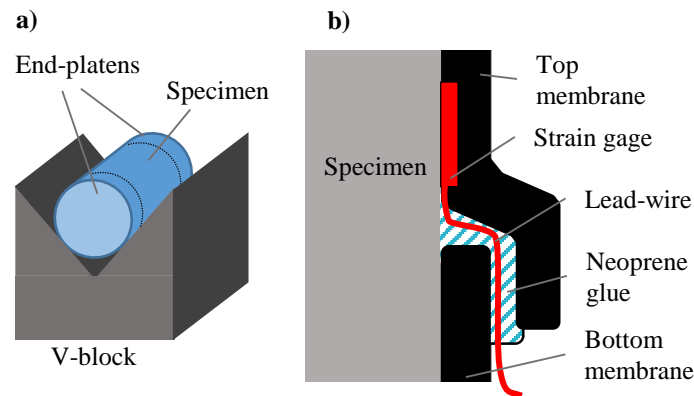 a)
End-platens
Specimen
V-block
b)
Top
membrane
Strain gage
Specimen
Lead-wire
Neoprene
glue
Bottom
membrane